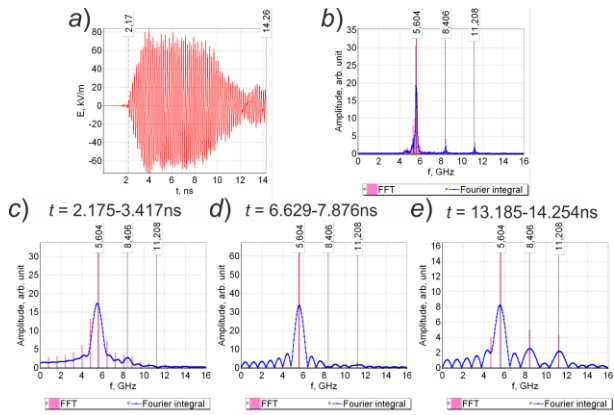 a)
2,17
14,26
E, kV/m
80
60
40
20
0
-20
-40
-60
2 4 6 8 10 12 14
t, ns
b)
5,604
8,406
11,208
Amplitude, arb. unit
35
30
25
20
15
10
5
0
0 2 4 6 8 10 12 14 16
f, GHz
FFT Fourier integral
c) t = 2.175-3.417ns
5,604
8,406
11,208
Amplitude, arb. unit
30
25
20
15
10
5
0
0 2 4 6 8 10 12 14 16
f, GHz
FFT Fourier integral
d) t = 6.629-7.876ns
5,604
8,406
11,208
Amplitude, arb. unit
60
50
40
30
20
10
0
0 2 4 6 8 10 12 14 16
f, GHz
FFT Fourier integral
e) t = 13.185-14.254ns
5,604
8,406
11,208
Amplitude, arb. unit
16
14
12
10
8
6
4
2
0
0 2 4 6 8 10 12 14 16
f, GHz
FFT Fourier integral